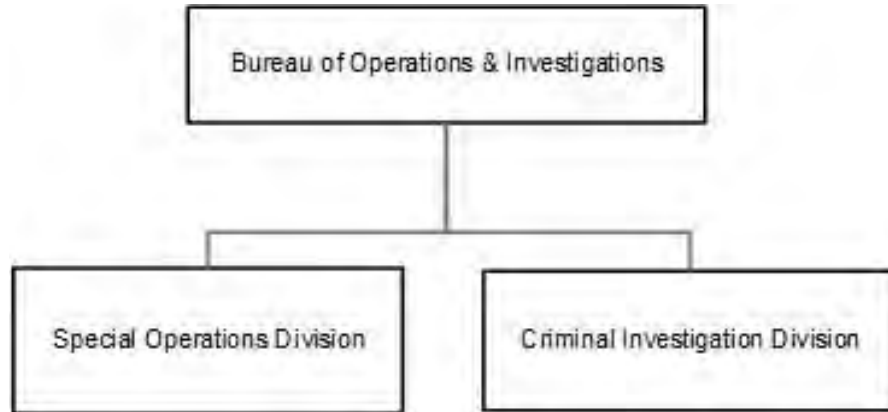 Bureau of Operations & Investigations
Special Operations Division
Criminal Investigation Division